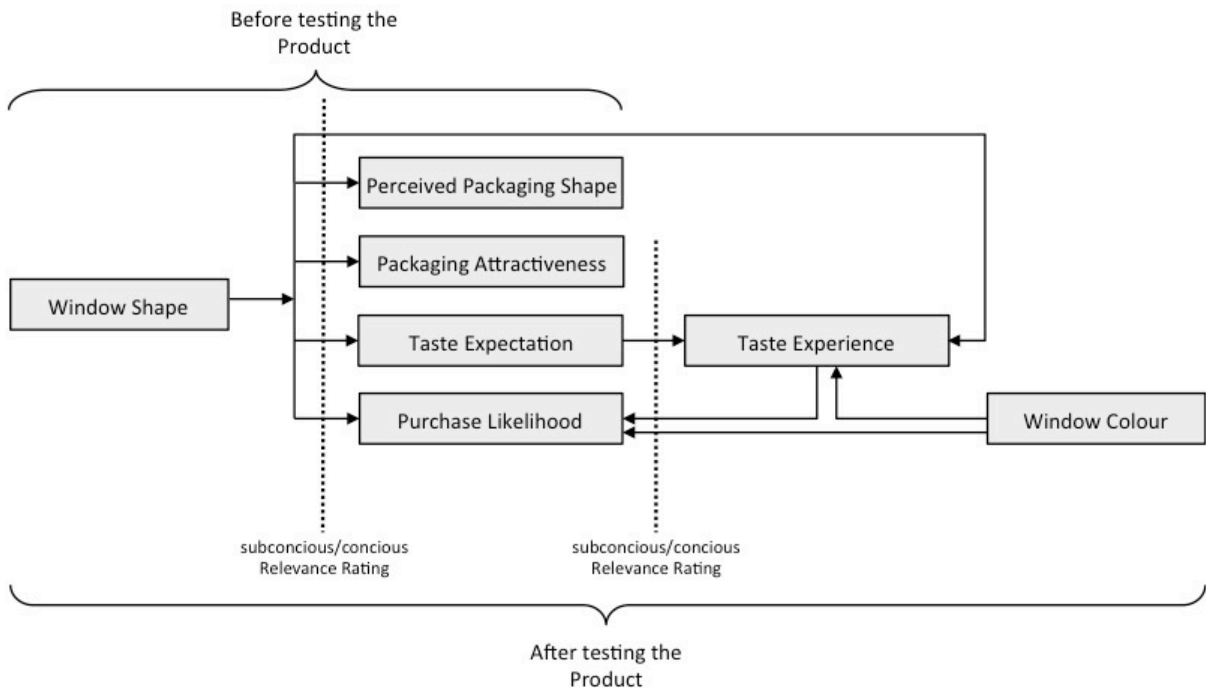 Before testing the
Product
Perceived Packaging Shape
Packaging Attractiveness
Window Shape
Taste Expectation
Taste Experience
Purchase Likelihood
Window Colour
subconcious/concious
Relevance Rating
subconcious/concious
Relevance Rating
After testing the
Product